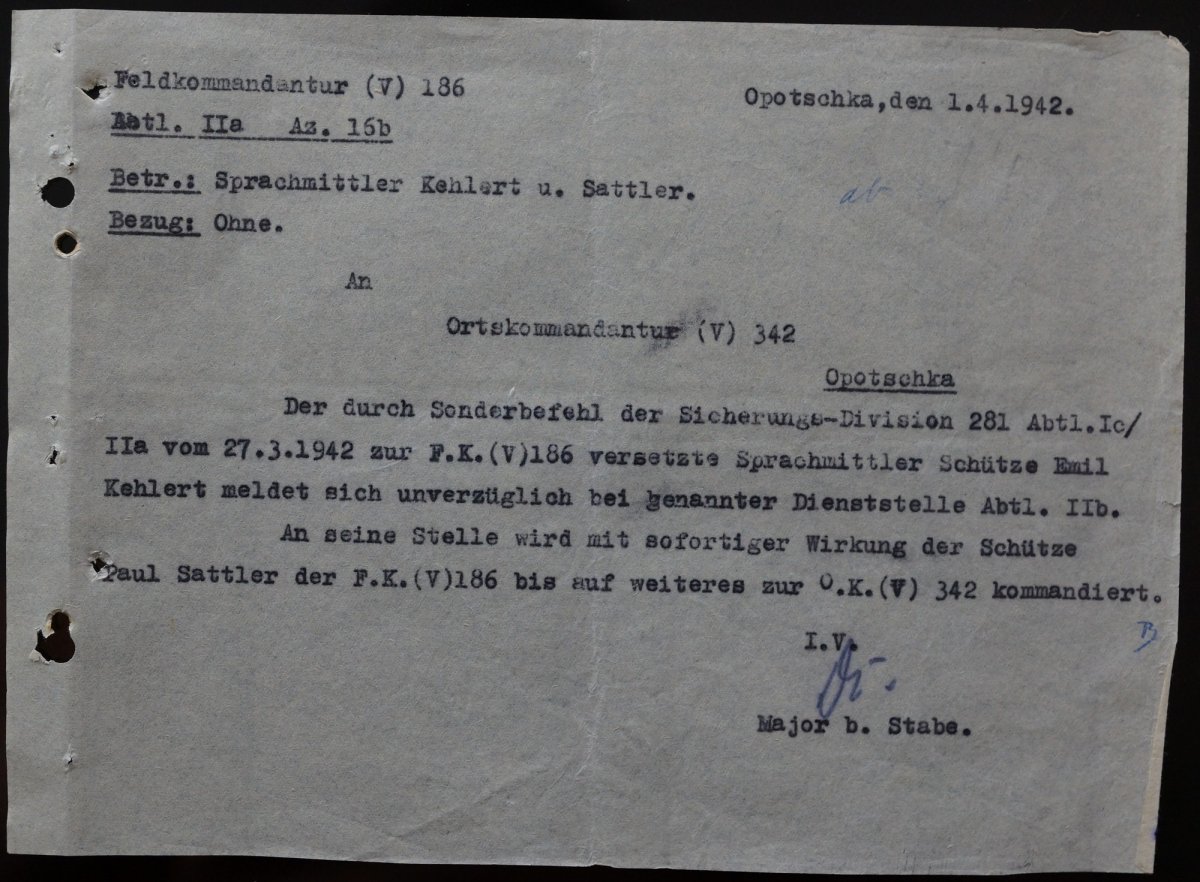 Feldkommandantur (V) 186
Opotschka,den 1.4.1942.
Abtl. IIa Az. 16b
Betr.: Sprachmittler Kehlert u. Sattler.
ab
Bezug: Ohne.
An
Ortskommandantur (V) 342
Opotschka
Der durch Sonderbefehl der Sicherungs-Division 281 Abtl.Ic/
IIa vom 27.3.1942 zur F.K.(V)186 versetzte Sprachmittler Schütze Emil
Kehlert meldet sich unverzüglich bei genannter Dienststelle Abtl. IIb.
An seine Stelle wird mit sofortiger Wirkung der Schütze
Paul Sattler der F.K.(V)186 bis auf weiteres zur O.K.(V) 342 kommandiert.
I.V.
Major b. Stabe.